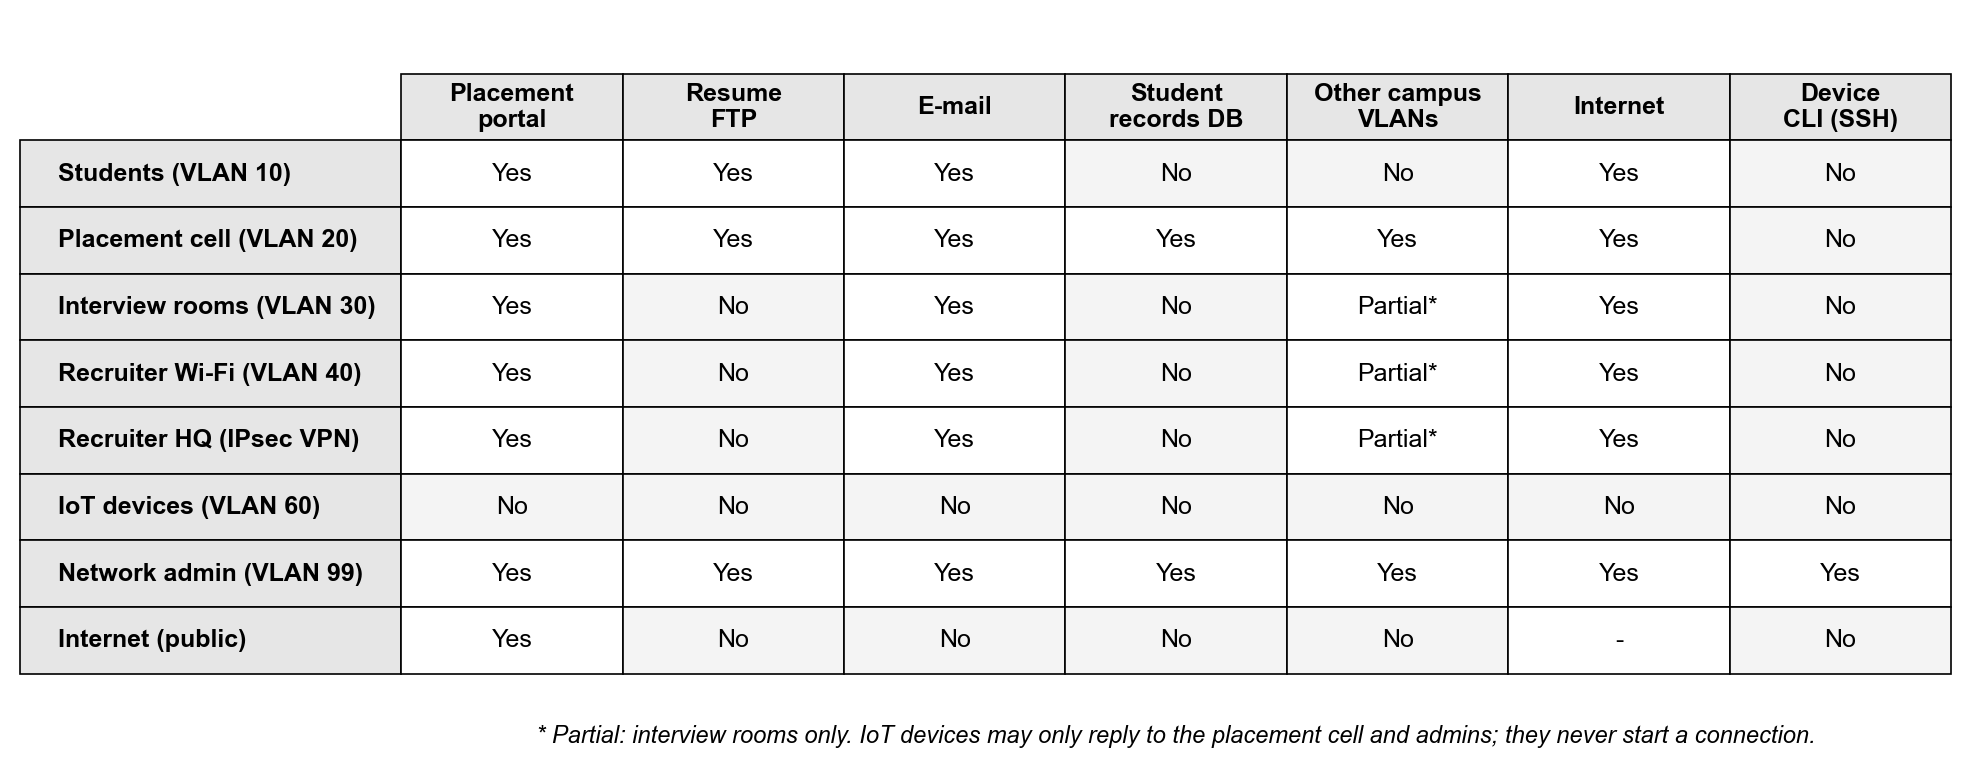 Placement portal | Resume FTP | E-mail | Student records DB | Other campus VLANs | Internet | Device CLI (SSH)
Students (VLAN 10) | Yes | Yes | Yes | No | No | Yes | No
Placement cell (VLAN 20) | Yes | Yes | Yes | Yes | Yes | Yes | No
Interview rooms (VLAN 30) | Yes | No | Yes | No | Partial* | Yes | No
Recruiter Wi-Fi (VLAN 40) | Yes | No | Yes | No | Partial* | Yes | No
Recruiter HQ (IPsec VPN) | Yes | No | Yes | No | Partial* | Yes | No
IoT devices (VLAN 60) | No | No | No | No | No | No | No
Network admin (VLAN 99) | Yes | Yes | Yes | Yes | Yes | Yes | Yes
Internet (public) | Yes | No | No | No | No | - | No
* Partial: interview rooms only. IoT devices may only reply to the placement cell and admins; they never start a connection.